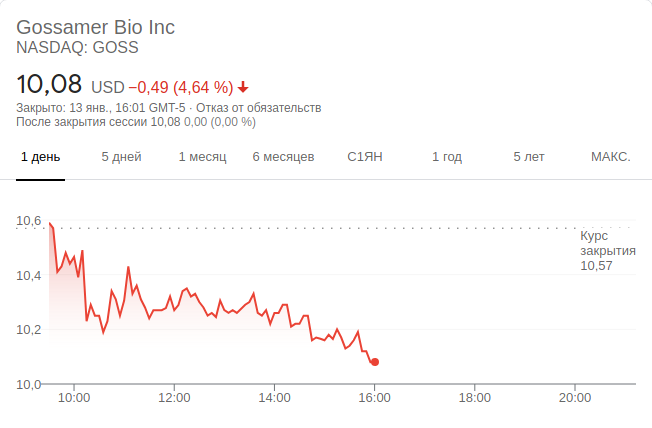 Gossamer Bio Inc
NASDAQ: GOSS
10,08 USD −0,49 (4,64 %)
Закрыто: 13 янв., 16:01 GMT-5 · Отказ от обязательств
После закрытия сессии 10,08 0,00 (0,00 %)
1 день 5 дней 1 месяц 6 месяцев С1ЯН 1 год 5 лет МАКС.
10,6
Курс
закрытия
10,57
10,4
10,2
10,0
10:00 12:00 14:00 16:00 18:00 20:00